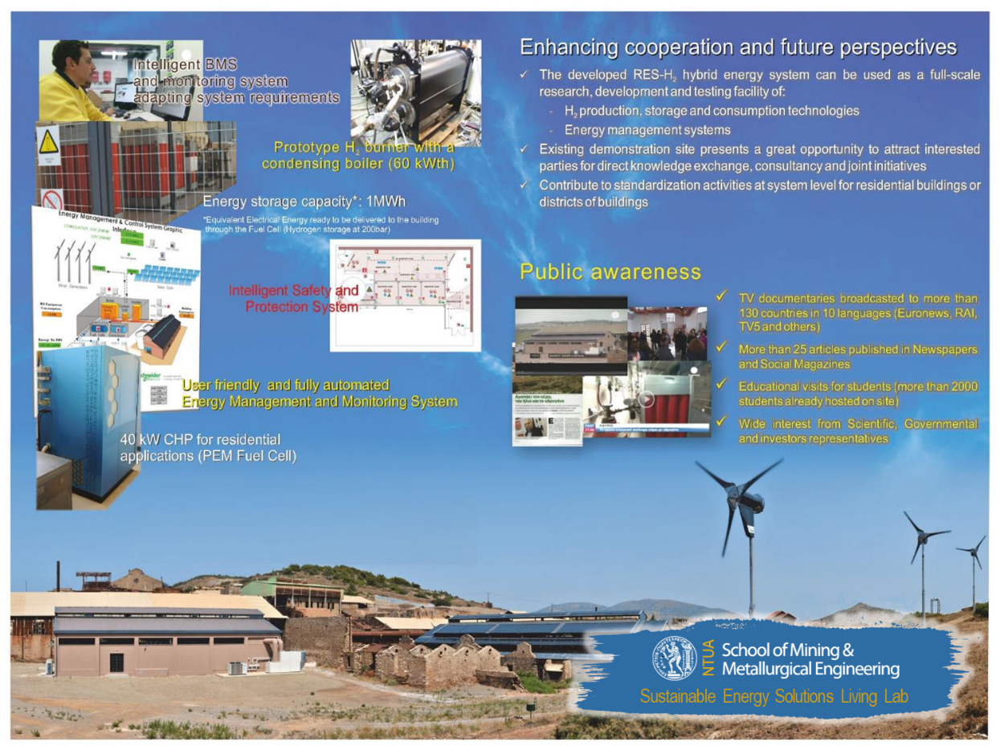 Intelligent BMS
and monitoring system
adapting system requirements
Prototype H₂ burner with a
condensing boiler (60 kWth)
Energy storage capacity*: 1MWh
*Equivalent Electrical Energy ready to be delivered to the building
through the Fuel Cell (Hydrogen storage at 200bar)
Energy Management & Control System Graphic
Interface
Wind Generators
Solar Cells
Intelligent Safety and
Protection System
User friendly and fully automated
Energy Management and Monitoring System
40 kW CHP for residential
applications (PEM Fuel Cell)
Enhancing cooperation and future perspectives
✓ The developed RES-H₂ hybrid energy system can be used as a full-scale
research, development and testing facility of:
- H₂ production, storage and consumption technologies
- Energy management systems
✓ Existing demonstration site presents a great opportunity to attract interested
parties for direct knowledge exchange, consultancy and joint initiatives
✓ Contribute to standardization activities at system level for residential buildings or
districts of buildings
Public awareness
✓ TV documentaries broadcasted to more than
130 countries in 10 languages (Euronews, RAI,
TV5 and others)
✓ More than 25 articles published in Newspapers
and Social Magazines
✓ Educational visits for students (more than 2000
students already hosted on site)
✓ Wide interest from Scientific, Governmental
and investors representatives
NTUA
School of Mining &
Metallurgical Engineering
Sustainable Energy Solutions Living Lab